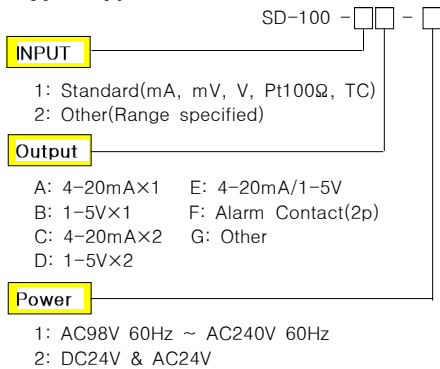 SD-100 -□□ - □
INPUT
1: Standard(mA, mV, V, Pt100Ω, TC)
2: Other(Range specified)
Output
A: 4-20mA×1 E: 4-20mA/1-5V
B: 1-5V×1 F: Alarm Contact(2p)
C: 4-20mA×2 G: Other
D: 1-5V×2
Power
1: AC98V 60Hz ~ AC240V 60Hz
2: DC24V & AC24V